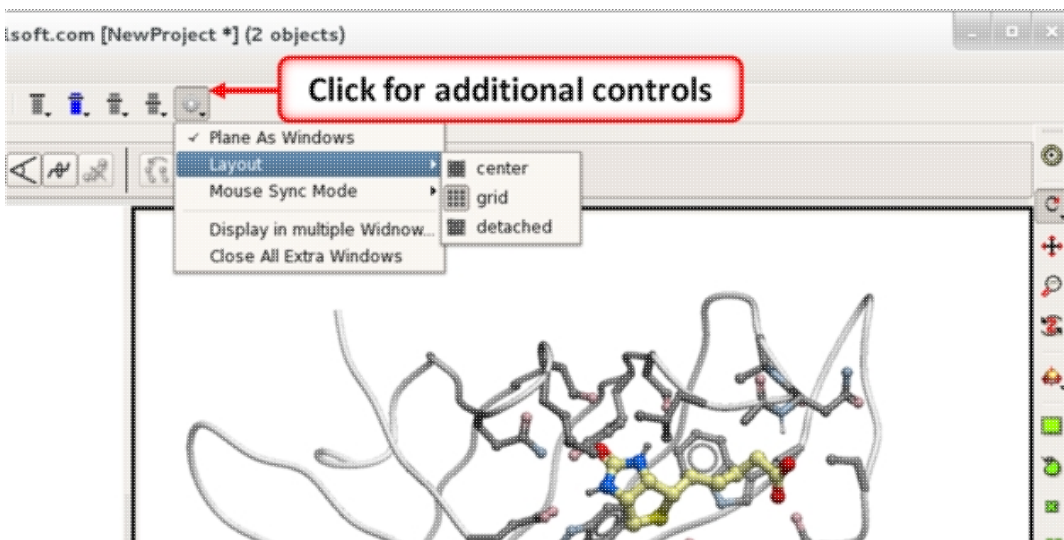 lsoft.com [NewProject *] (2 objects)
Click for additional controls
Plane As Windows
Layout
center
Mouse Sync Mode
grid
Display in multiple Widnow...
detached
Close All Extra Windows